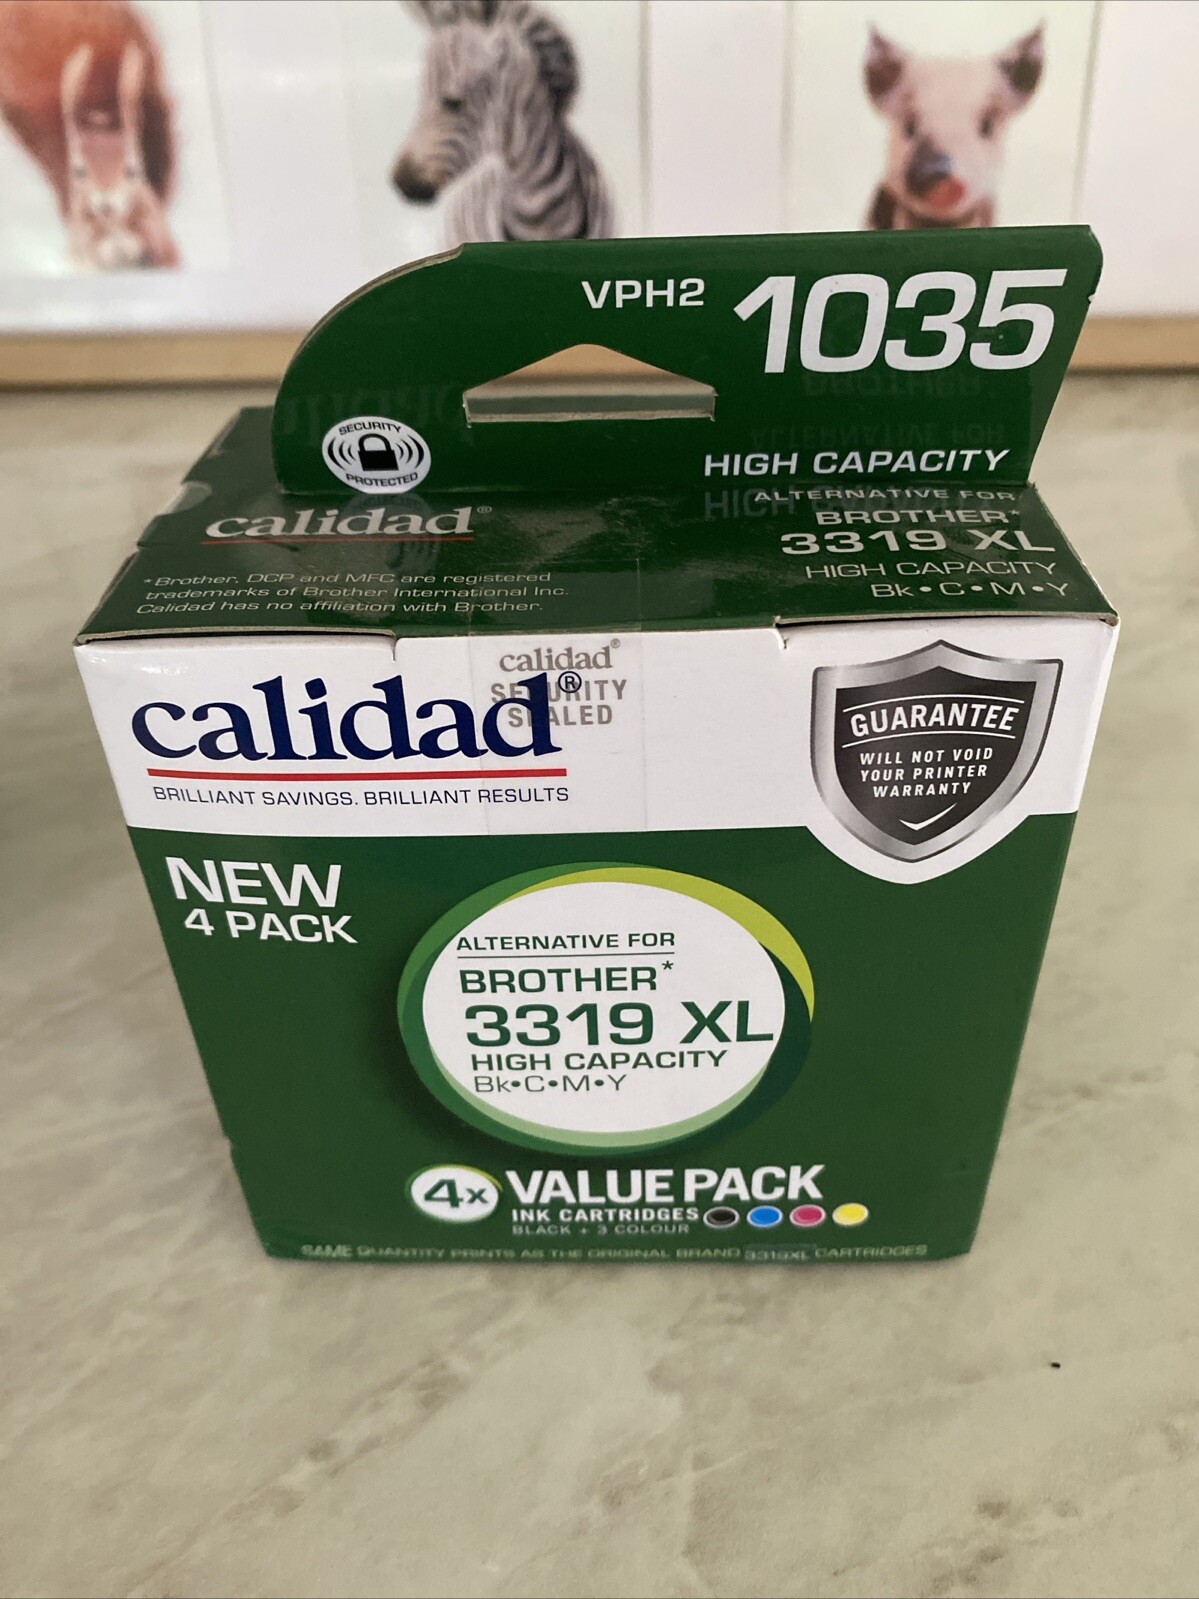 VPH2 1035
SECURITY
PROTECTED
HIGH CAPACITY
calidad®
ALTERNATIVE FOR
BROTHER*
3319 XL
HIGH CAPACITY
Bk•C•M•Y
*Brother, DCP and MFC are registered
trademarks of Brother International Inc.
Calidad has no affiliation with Brother.
calidad®
SECURITY
SEALED
calidad®
BRILLIANT SAVINGS. BRILLIANT RESULTS
GUARANTEE
WILL NOT VOID
YOUR PRINTER
WARRANTY
NEW
4 PACK
ALTERNATIVE FOR
BROTHER*
3319 XL
HIGH CAPACITY
Bk•C•M•Y
4x VALUE PACK
INK CARTRIDGES
BLACK + 3 COLOUR
SAME QUANTITY PRINTS AS THE ORIGINAL BRAND 3319XL CARTRIDGES